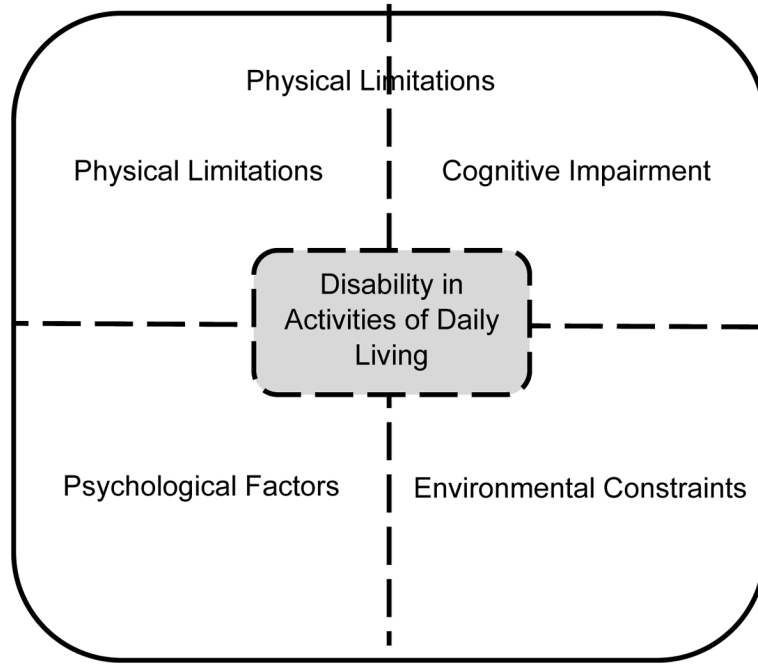 Physical Limitations
Physical Limitations
Cognitive Impairment
Disability in
Activities of Daily
Living
Psychological Factors
Environmental Constraints